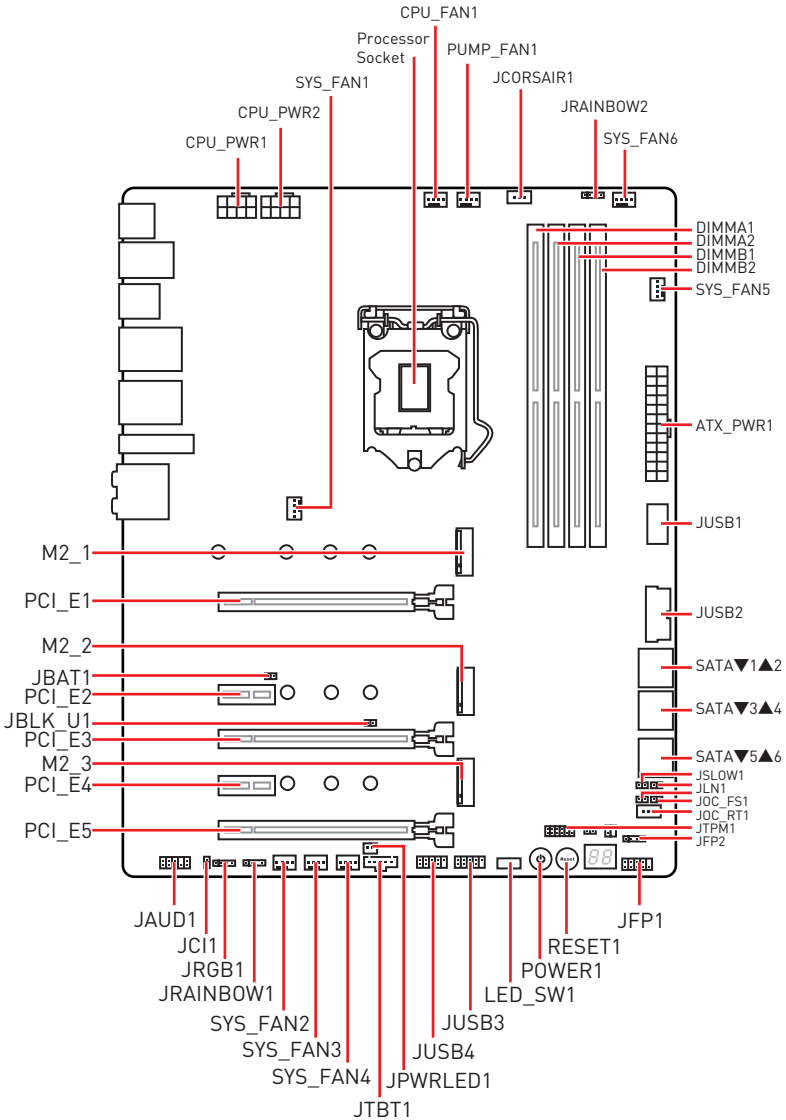 CPU_FAN1
Processor
Socket
PUMP_FAN1
SYS_FAN1
JCORSAIR1
CPU_PWR2
JRAINBOW2
CPU_PWR1
SYS_FAN6
DIMMA1
DIMMA2
DIMMB1
DIMMB2
SYS_FAN5
ATX_PWR1
JUSB1
M2_1
PCI_E1
JUSB2
M2_2
SATA▼1▲2
JBAT1
PCI_E2
SATA▼3▲4
JBLK_U1
PCI_E3
M2_3
SATA▼5▲6
PCI_E4
JSLOW1
JLN1
JOC_FS1
JOC_RT1
PCI_E5
JTPM1
JFP2
Reset
88
JAUD1
JFP1
JCI1
RESET1
JRGB1
POWER1
JRAINBOW1
LED_SW1
SYS_FAN2
JUSB3
SYS_FAN3
JUSB4
SYS_FAN4
JPWRLED1
JTBT1